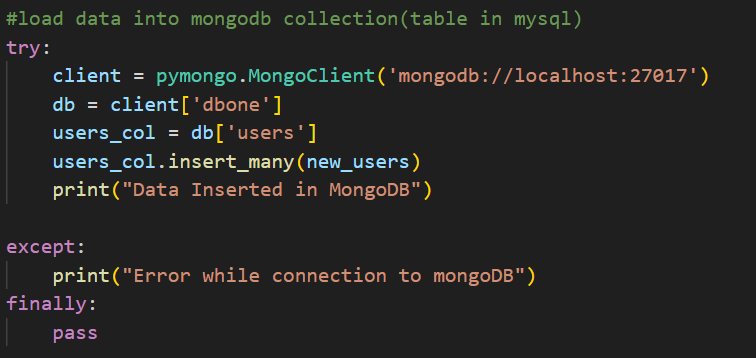 #load data into mongodb collection(table in mysql)
try:
    client = pymongo.MongoClient('mongodb://localhost:27017')
    db = client['dbone']
    users_col = db['users']
    users_col.insert_many(new_users)
    print("Data Inserted in MongoDB")
except:
    print("Error while connection to mongoDB")
finally:
    pass